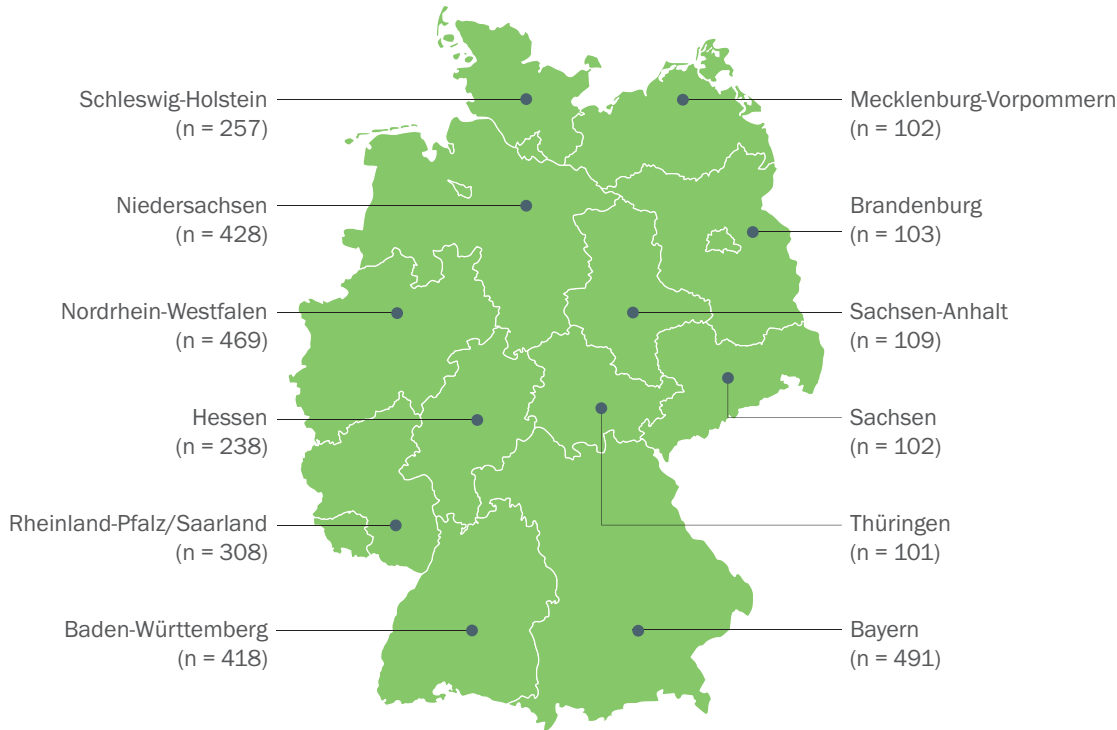 Schleswig-Holstein
(n = 257)
Niedersachsen
(n = 428)
Nordrhein-Westfalen
(n = 469)
Hessen
(n = 238)
Rheinland-Pfalz/Saarland
(n = 308)
Baden-Württemberg
(n = 418)
Mecklenburg-Vorpommern
(n = 102)
Brandenburg
(n = 103)
Sachsen-Anhalt
(n = 109)
Sachsen
(n = 102)
Thüringen
(n = 101)
Bayern
(n = 491)